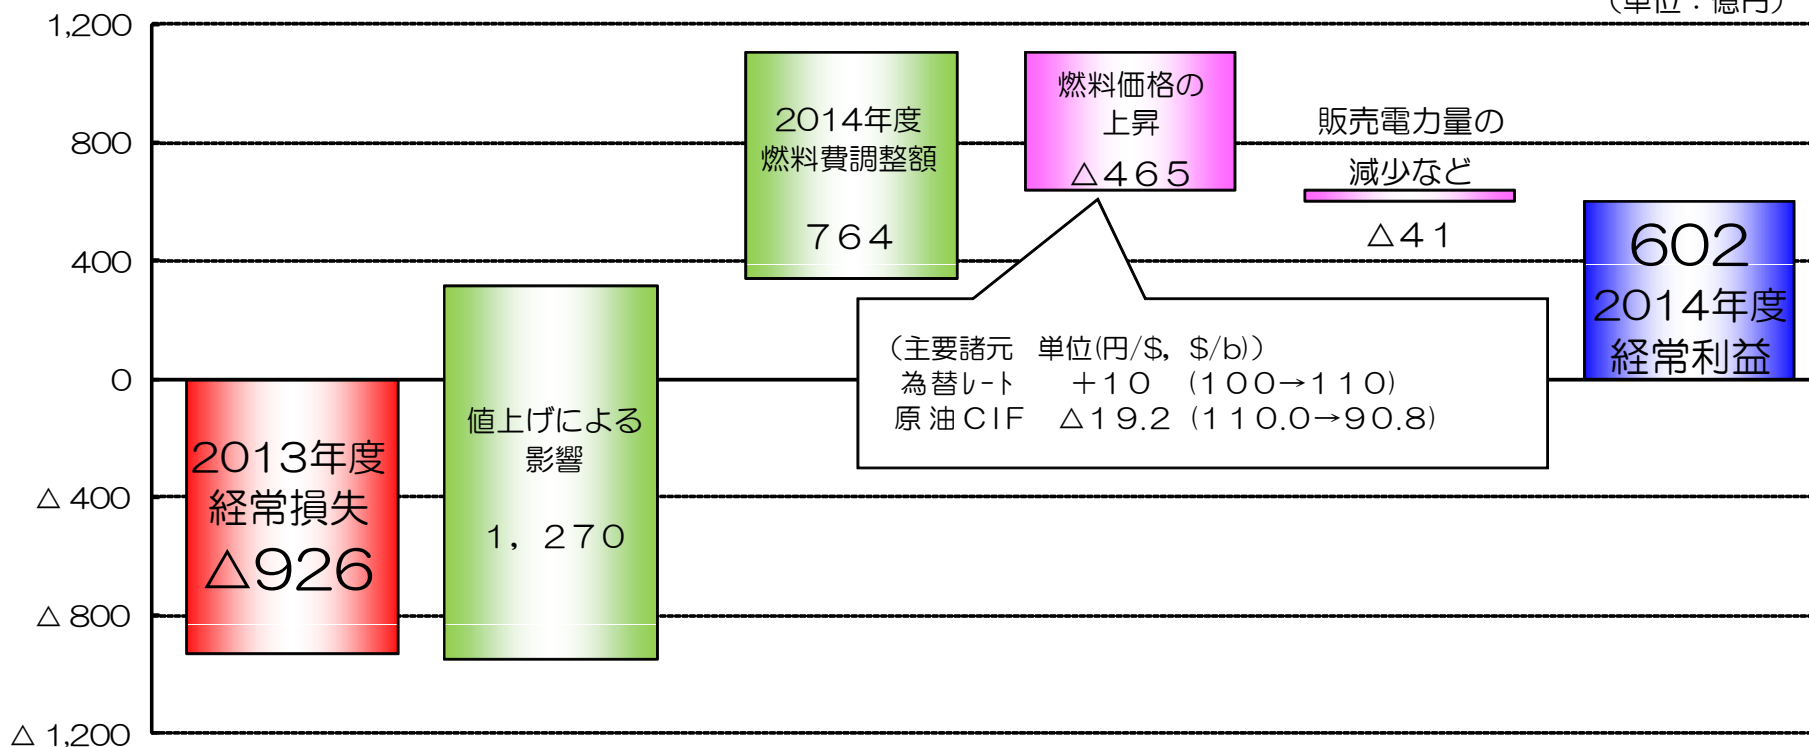 （単位：億円）
1,200
800
400
0
△ 400
△ 800
△ 1,200
2013年度
経常損失
△926
値上げによる
影響
１，２７０
2014年度
燃料費調整額
７６４
燃料価格の
上昇
△４６５
販売電力量の
減少など
△４１
602
2014年度
経常利益
（主要諸元　単位(円/$，$/b)）
為替ﾚｰﾄ　＋１０　（１００→１１０）
原油ＣＩＦ　△１９.２（１１０.０→９０.８）